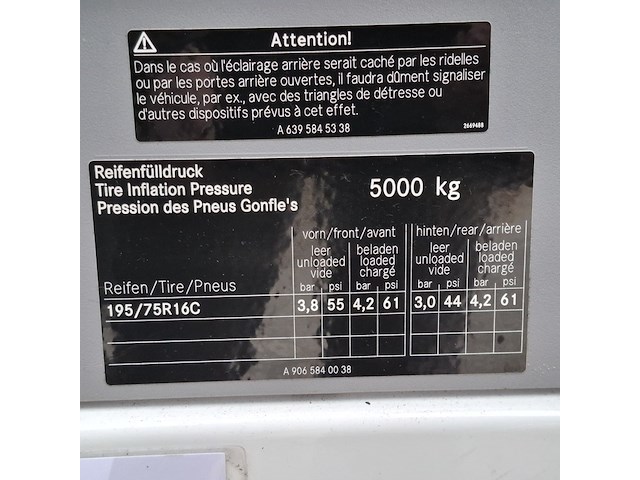 Attention!
Dans le cas où l'éclairage arrière serait caché par les ridelles
ou par les portes arrière ouvertes, il faudra dûment signaliser
le véhicule, par ex., avec des triangles de détresse ou
d'autres dispositifs prévus à cet effet.
A 639 584 53 38 2669488
Reifenfülldruck
Tire Inflation Pressure 5000 kg
Pression des Pneus Gonfle's
vorn/front/avant hinten/rear/arrière
leer beladen leer beladen
unloaded loaded unloaded loaded
vide chargé vide chargé
Reifen/Tire/Pneus bar psi bar psi bar psi bar psi
195/75R16C 3,8 55 4,2 61 3,0 44 4,2 61
A 906 584 00 38